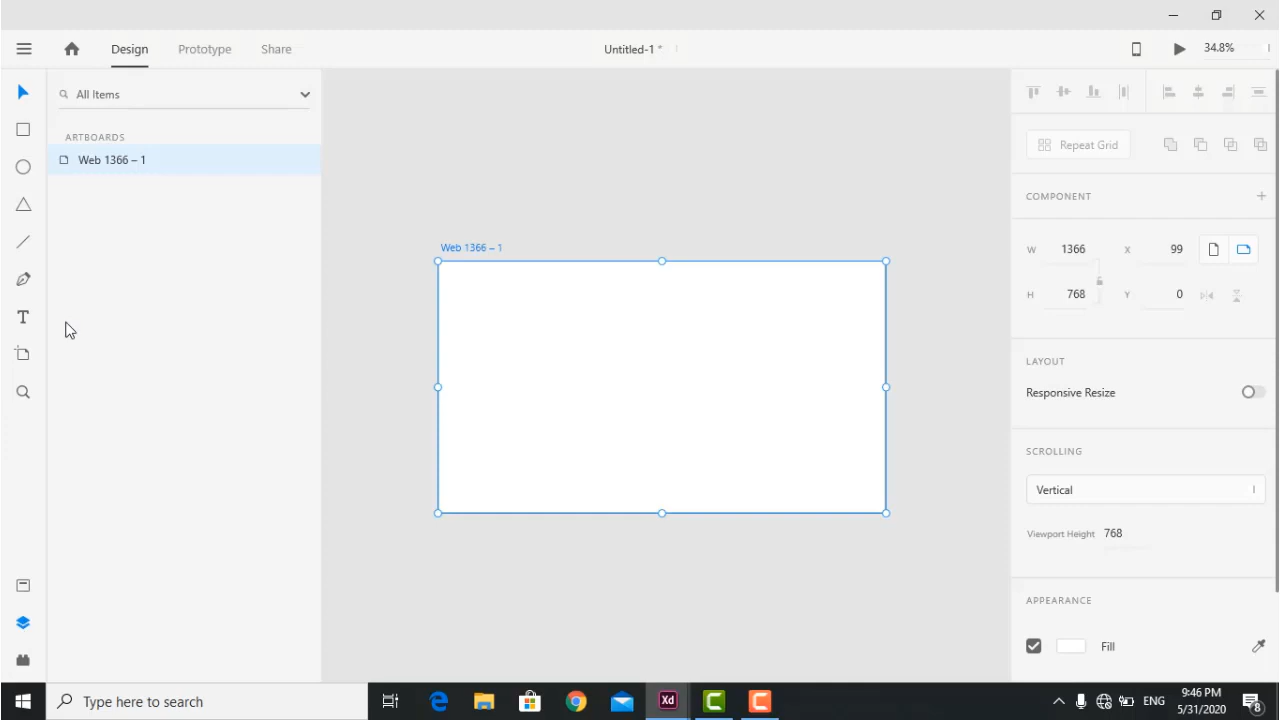 Design
Prototype
Share
Untitled-1 *
34.8%
All Items
ARTBOARDS
Web 1366 – 1
Web 1366 – 1
Repeat Grid
COMPONENT
W 1366 X 99
H 768 Y 0
LAYOUT
Responsive Resize
SCROLLING
Vertical
Viewport Height 768
APPEARANCE
Fill
Type here to search
Xd
ENG
9:46 PM
5/31/2020
8